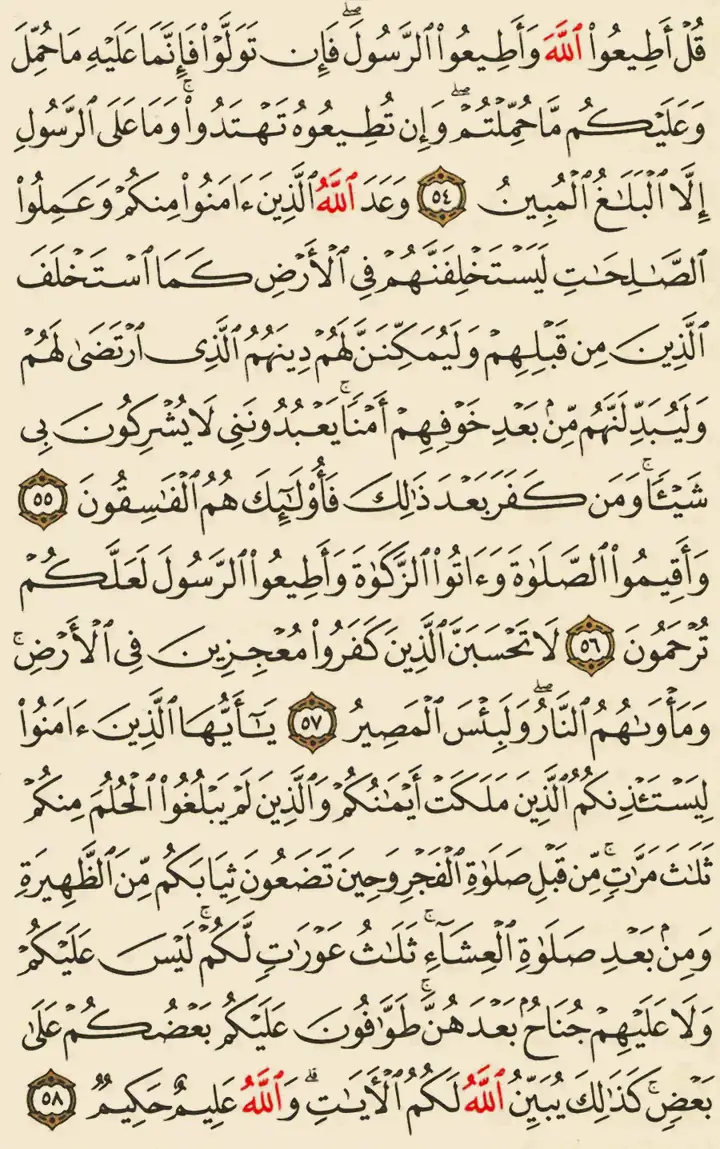 قُلْ أَطِيعُوا۟ ٱللَّهَ وَأَطِيعُوا۟ ٱلرَّسُولَ ۖ فَإِن تَوَلَّوْا۟ فَإِنَّمَا عَلَيْهِ مَا حُمِّلَ
وَعَلَيْكُم مَّا حُمِّلْتُمْ ۖ وَإِن تُطِيعُوهُ تَهْتَدُوا۟ ۚ وَمَا عَلَى ٱلرَّسُولِ
إِلَّا ٱلْبَلَـٰغُ ٱلْمُبِينُ ٥٤ وَعَدَ ٱللَّهُ ٱلَّذِينَ ءَامَنُوا۟ مِنكُمْ وَعَمِلُوا۟
ٱلصَّـٰلِحَـٰتِ لَيَسْتَخْلِفَنَّهُمْ فِى ٱلْأَرْضِ كَمَا ٱسْتَخْلَفَ
ٱلَّذِينَ مِن قَبْلِهِمْ وَلَيُمَكِّنَنَّ لَهُمْ دِينَهُمُ ٱلَّذِى ٱرْتَضَىٰ لَهُمْ
وَلَيُبَدِّلَنَّهُم مِّنۢ بَعْدِ خَوْفِهِمْ أَمْنًا ۚ يَعْبُدُونَنِى لَا يُشْرِكُونَ بِى
شَيْـًٔا ۚ وَمَن كَفَرَ بَعْدَ ذَٰلِكَ فَأُو۟لَـٰٓئِكَ هُمُ ٱلْفَـٰسِقُونَ ٥٥
وَأَقِيمُوا۟ ٱلصَّلَوٰةَ وَءَاتُوا۟ ٱلزَّكَوٰةَ وَأَطِيعُوا۟ ٱلرَّسُولَ لَعَلَّكُمْ
تُرْحَمُونَ ٥٦ لَا تَحْسَبَنَّ ٱلَّذِينَ كَفَرُوا۟ مُعْجِزِينَ فِى ٱلْأَرْضِ ۚ
وَمَأْوَىٰهُمُ ٱلنَّارُ ۖ وَلَبِئْسَ ٱلْمَصِيرُ ٥٧ يَـٰٓأَيُّهَا ٱلَّذِينَ ءَامَنُوا۟
لِيَسْتَـْٔذِنكُمُ ٱلَّذِينَ مَلَكَتْ أَيْمَـٰنُكُمْ وَٱلَّذِينَ لَمْ يَبْلُغُوا۟ ٱلْحُلُمَ مِنكُمْ
ثَلَـٰثَ مَرَّٰتٍ ۚ مِّن قَبْلِ صَلَوٰةِ ٱلْفَجْرِ وَحِينَ تَضَعُونَ ثِيَابَكُم مِّنَ ٱلظَّهِيرَةِ
وَمِنۢ بَعْدِ صَلَوٰةِ ٱلْعِشَآءِ ۚ ثَلَـٰثُ عَوْرَٰتٍ لَّكُمْ ۚ لَيْسَ عَلَيْكُمْ
وَلَا عَلَيْهِمْ جُنَاحٌۢ بَعْدَهُنَّ ۚ طَوَّٰفُونَ عَلَيْكُم بَعْضُكُمْ عَلَىٰ
بَعْضٍ ۚ كَذَٰلِكَ يُبَيِّنُ ٱللَّهُ لَكُمُ ٱلْـَٔايَـٰتِ ۗ وَٱللَّهُ عَلِيمٌ حَكِيمٌ ٥٨